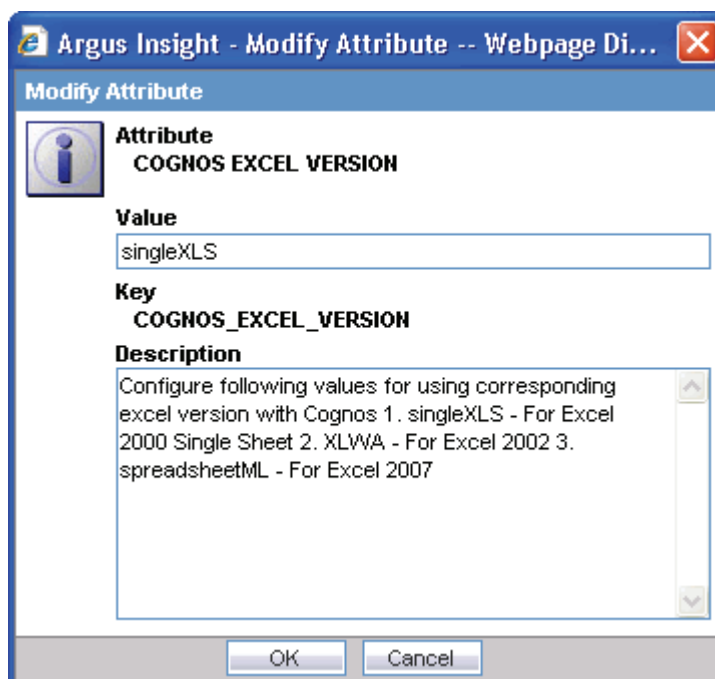 Argus Insight - Modify Attribute -- Webpage Di...
Modify Attribute
Attribute
COGNOS EXCEL VERSION
Value
singleXLS
Key
COGNOS_EXCEL_VERSION
Description
Configure following values for using corresponding
excel version with Cognos 1. singleXLS - For Excel
2000 Single Sheet 2. XLWA - For Excel 2002 3.
spreadsheetML - For Excel 2007
OK Cancel